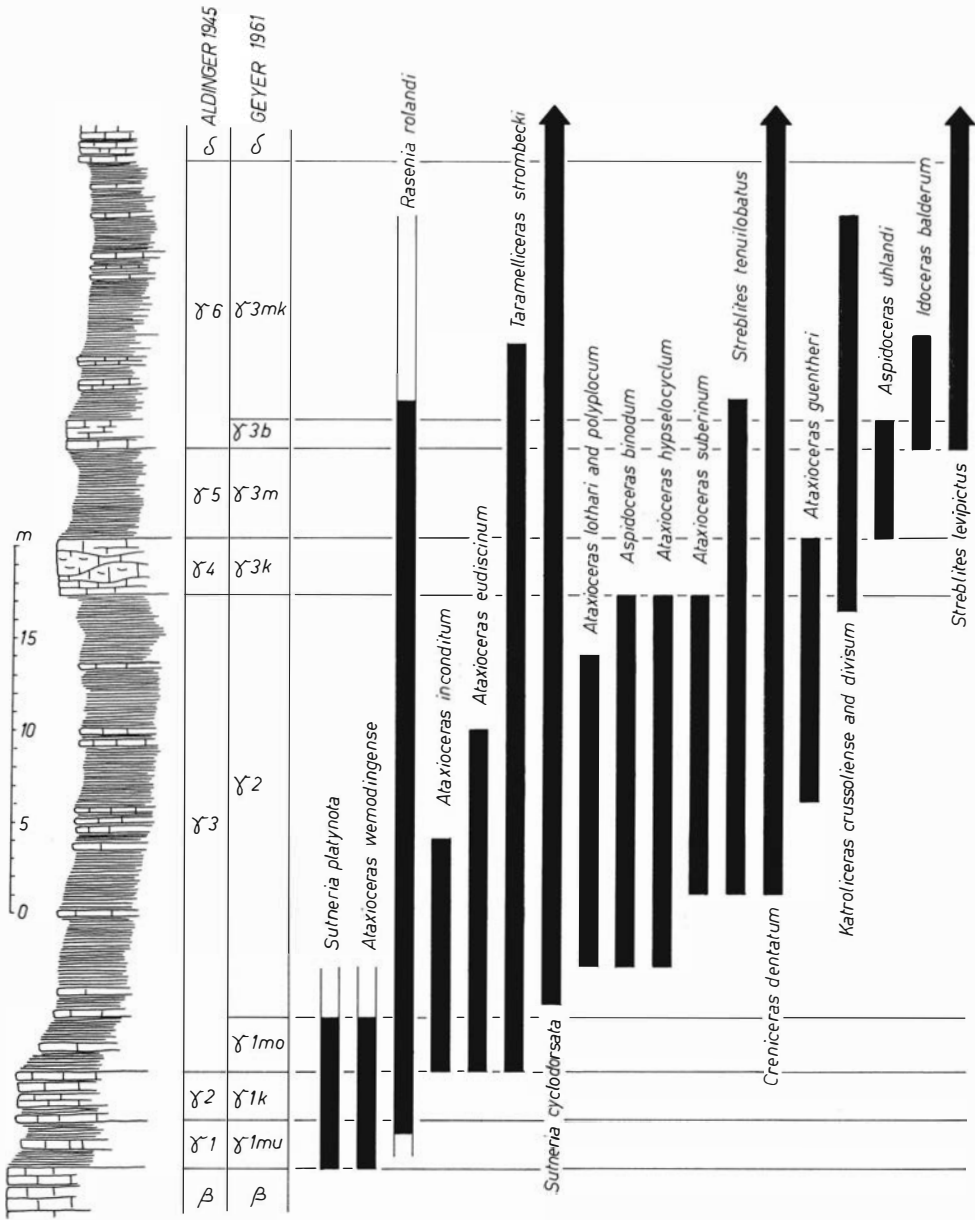 ALDINGER 1945
GEYER 1961
δ
δ
γ6
γ3mk
γ3b
γ5
γ3m
γ4
γ3k
γ3
γ2
γ1mo
γ2
γ1k
γ1
γ1mu
β
β
m
15
10
5
0
Sutneria platynota
Ataxioceras wemodingense
Rasenia rolandi
Ataxioceras inconditum
Ataxioceras eudiscinum
Taramelliceras strombecki
Sutneria cyclodorsata
Ataxioceras lothari and polyplocum
Aspidoceras binodum
Ataxioceras hypselocyclum
Ataxioceras suberinum
Streblites tenuilobatus
Creniceras dentatum
Ataxioceras guentheri
Katroliceras crussoliense and divisum
Aspidoceras uhlandi
Idoceras balderum
Streblites levipictus